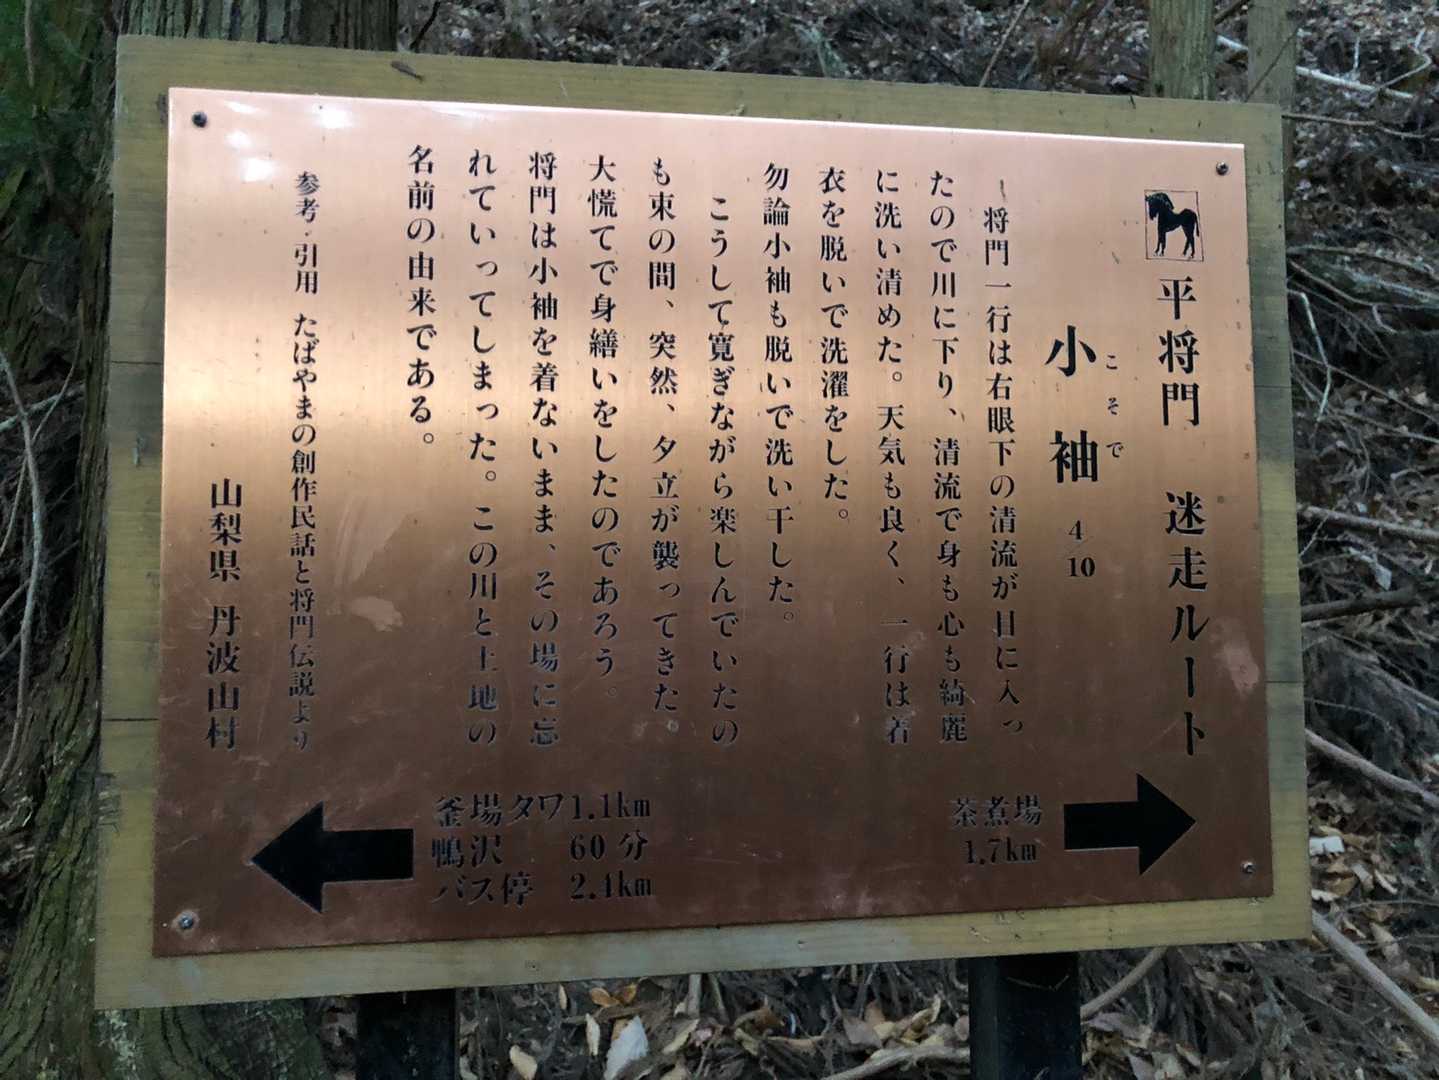 平将門 迷走ルート
こそで
小袖 4/10
将門一行は右眼下の清流が目に入っ
たので川に下り、清流で身も心も綺麗
に洗い清めた。天気も良く、一行は着
衣を脱いで洗濯をした。
勿論小袖も脱いで洗い干した。
こうして寛ぎながら楽しんでいたの
も束の間、突然、夕立が襲ってきた。
大慌てで身繕いをしたのであろう。
将門は小袖を着ないまま、その場に忘
れていってしまった。この川と土地の
名前の由来である。
参考・引用 たばやまの創作民話と将門伝説より
山梨県 丹波山村
茶煮場
1.7km
釜場タワ1.1km
鴨沢 60分
バス停 2.4km